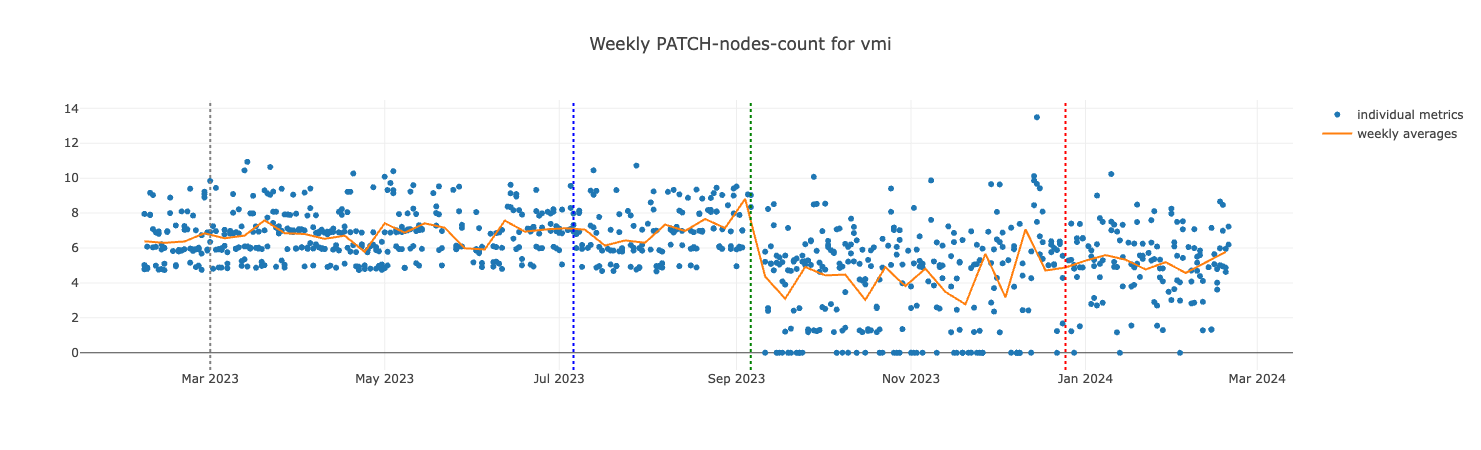 Weekly PATCH-nodes-count for vmi
14
12
10
8
6
4
2
0
Mar 2023
May 2023
Jul 2023
Sep 2023
Nov 2023
Jan 2024
Mar 2024
individual metrics
weekly averages